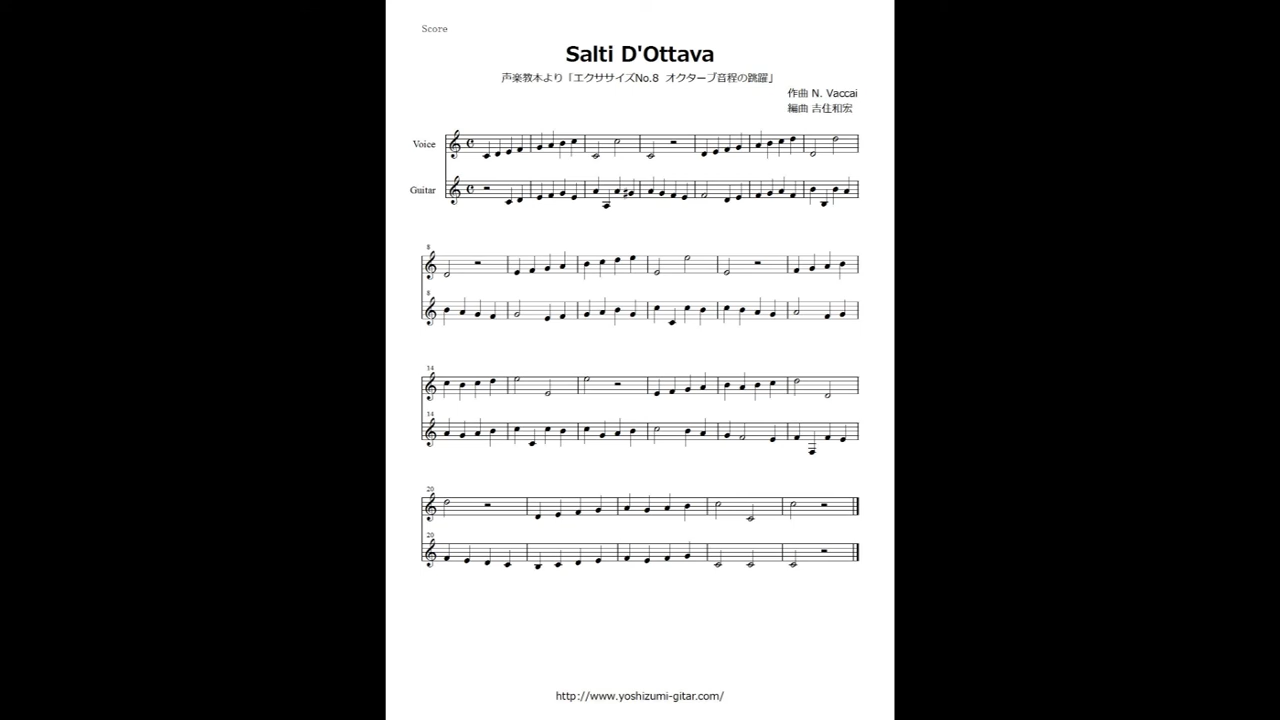 Score
Salti D'Ottava
声楽教本より「エクササイズNo.8 オクターブ音程の跳躍」
作曲 N. Vaccai
編曲 吉住和宏
Voice
Guitar
8
8
14
14
20
20
http://www.yoshizumi-gitar.com/